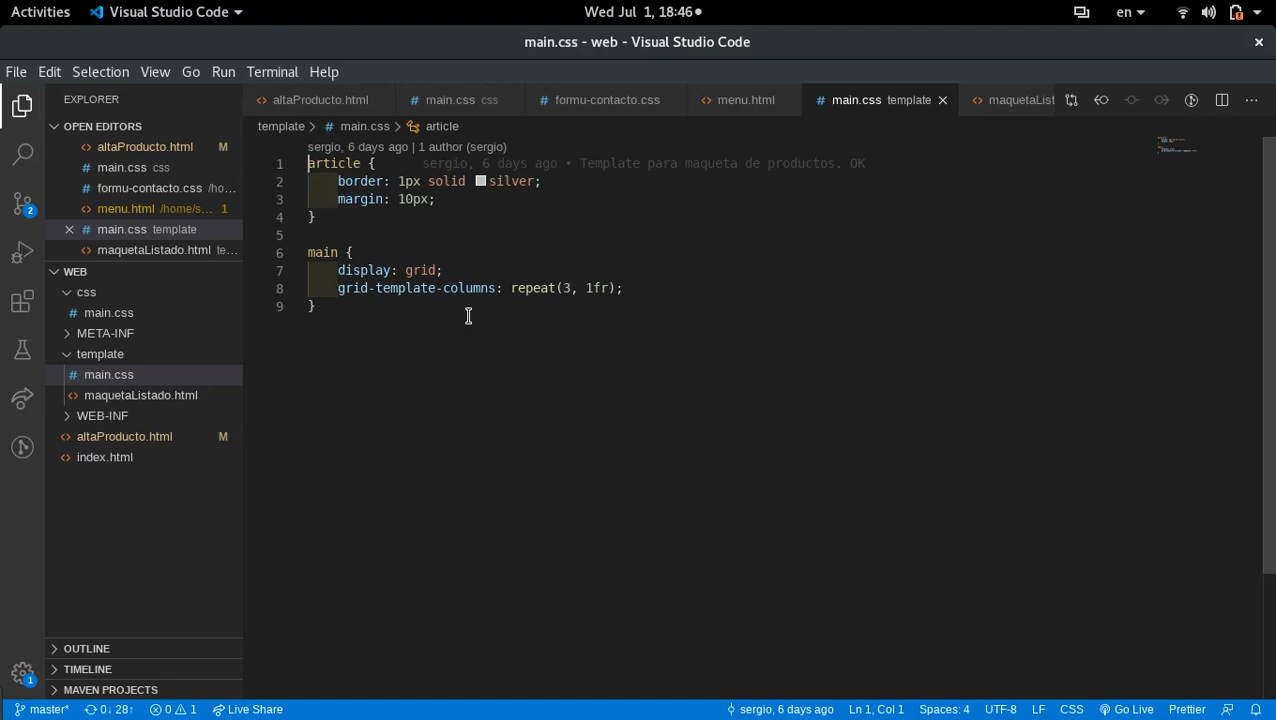 Activities Visual Studio Code Wed Jul 1, 18:46 en
main.css - web - Visual Studio Code ×
File Edit Selection View Go Run Terminal Help
EXPLORER altaProducto.html main.css css formu-contacto.css menu.html main.css template maquetaList
OPEN EDITORS template > main.css > article
altaProducto.html M sergio, 6 days ago | 1 author (sergio)
main.css css 1 article { sergio, 6 days ago • Template para maqueta de productos. OK
formu-contacto.css /ho... 2 border: 1px solid silver;
menu.html /home/s... 1 3 margin: 10px;
main.css template 4 }
maquetaListado.html te... 5
WEB 6 main {
css 7 display: grid;
main.css 8 grid-template-columns: repeat(3, 1fr);
META-INF 9 }
template
main.css
maquetaListado.html
WEB-INF
altaProducto.html M
index.html
2
OUTLINE
TIMELINE
1
MAVEN PROJECTS
master* 0↓ 28↑ 0 1 Live Share sergio, 6 days ago Ln 1, Col 1 Spaces: 4 UTF-8 LF CSS Go Live Prettier